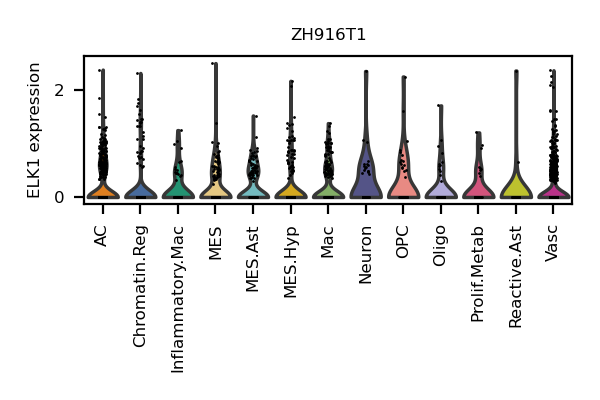 ZH916T1
ELK1 expression
2
0
AC
Chromatin.Reg
Inflammatory.Mac
MES
MES.Ast
MES.Hyp
Mac
Neuron
OPC
Oligo
Prolif.Metab
Reactive.Ast
Vasc